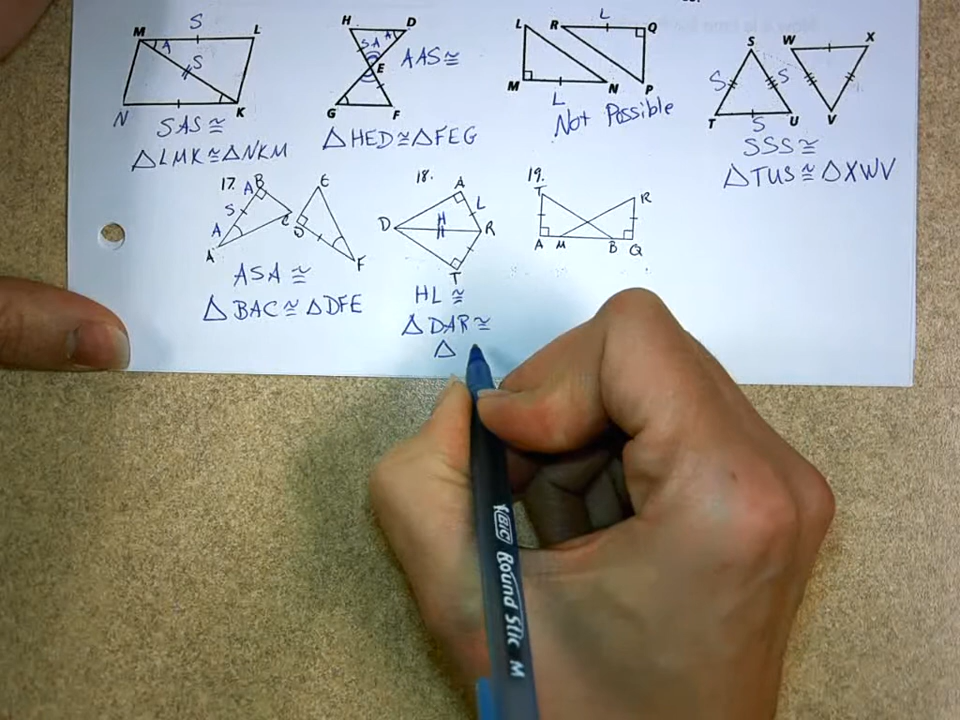 M A S S L N K
SAS ≅
△LMK ≅ △NKM
H D S A A E G F
AAS ≅
△HED ≅ △FEG
L R L Q M N P L
Not Possible
S W X S S T S U V
SSS ≅
△TUS ≅ △XWV
17. A B S A A C E D F
ASA ≅
△BAC ≅ △DFE
18. A L D H R T
HL ≅
△DAR ≅
△
19. T R A M B Q
BIC Round Stic M